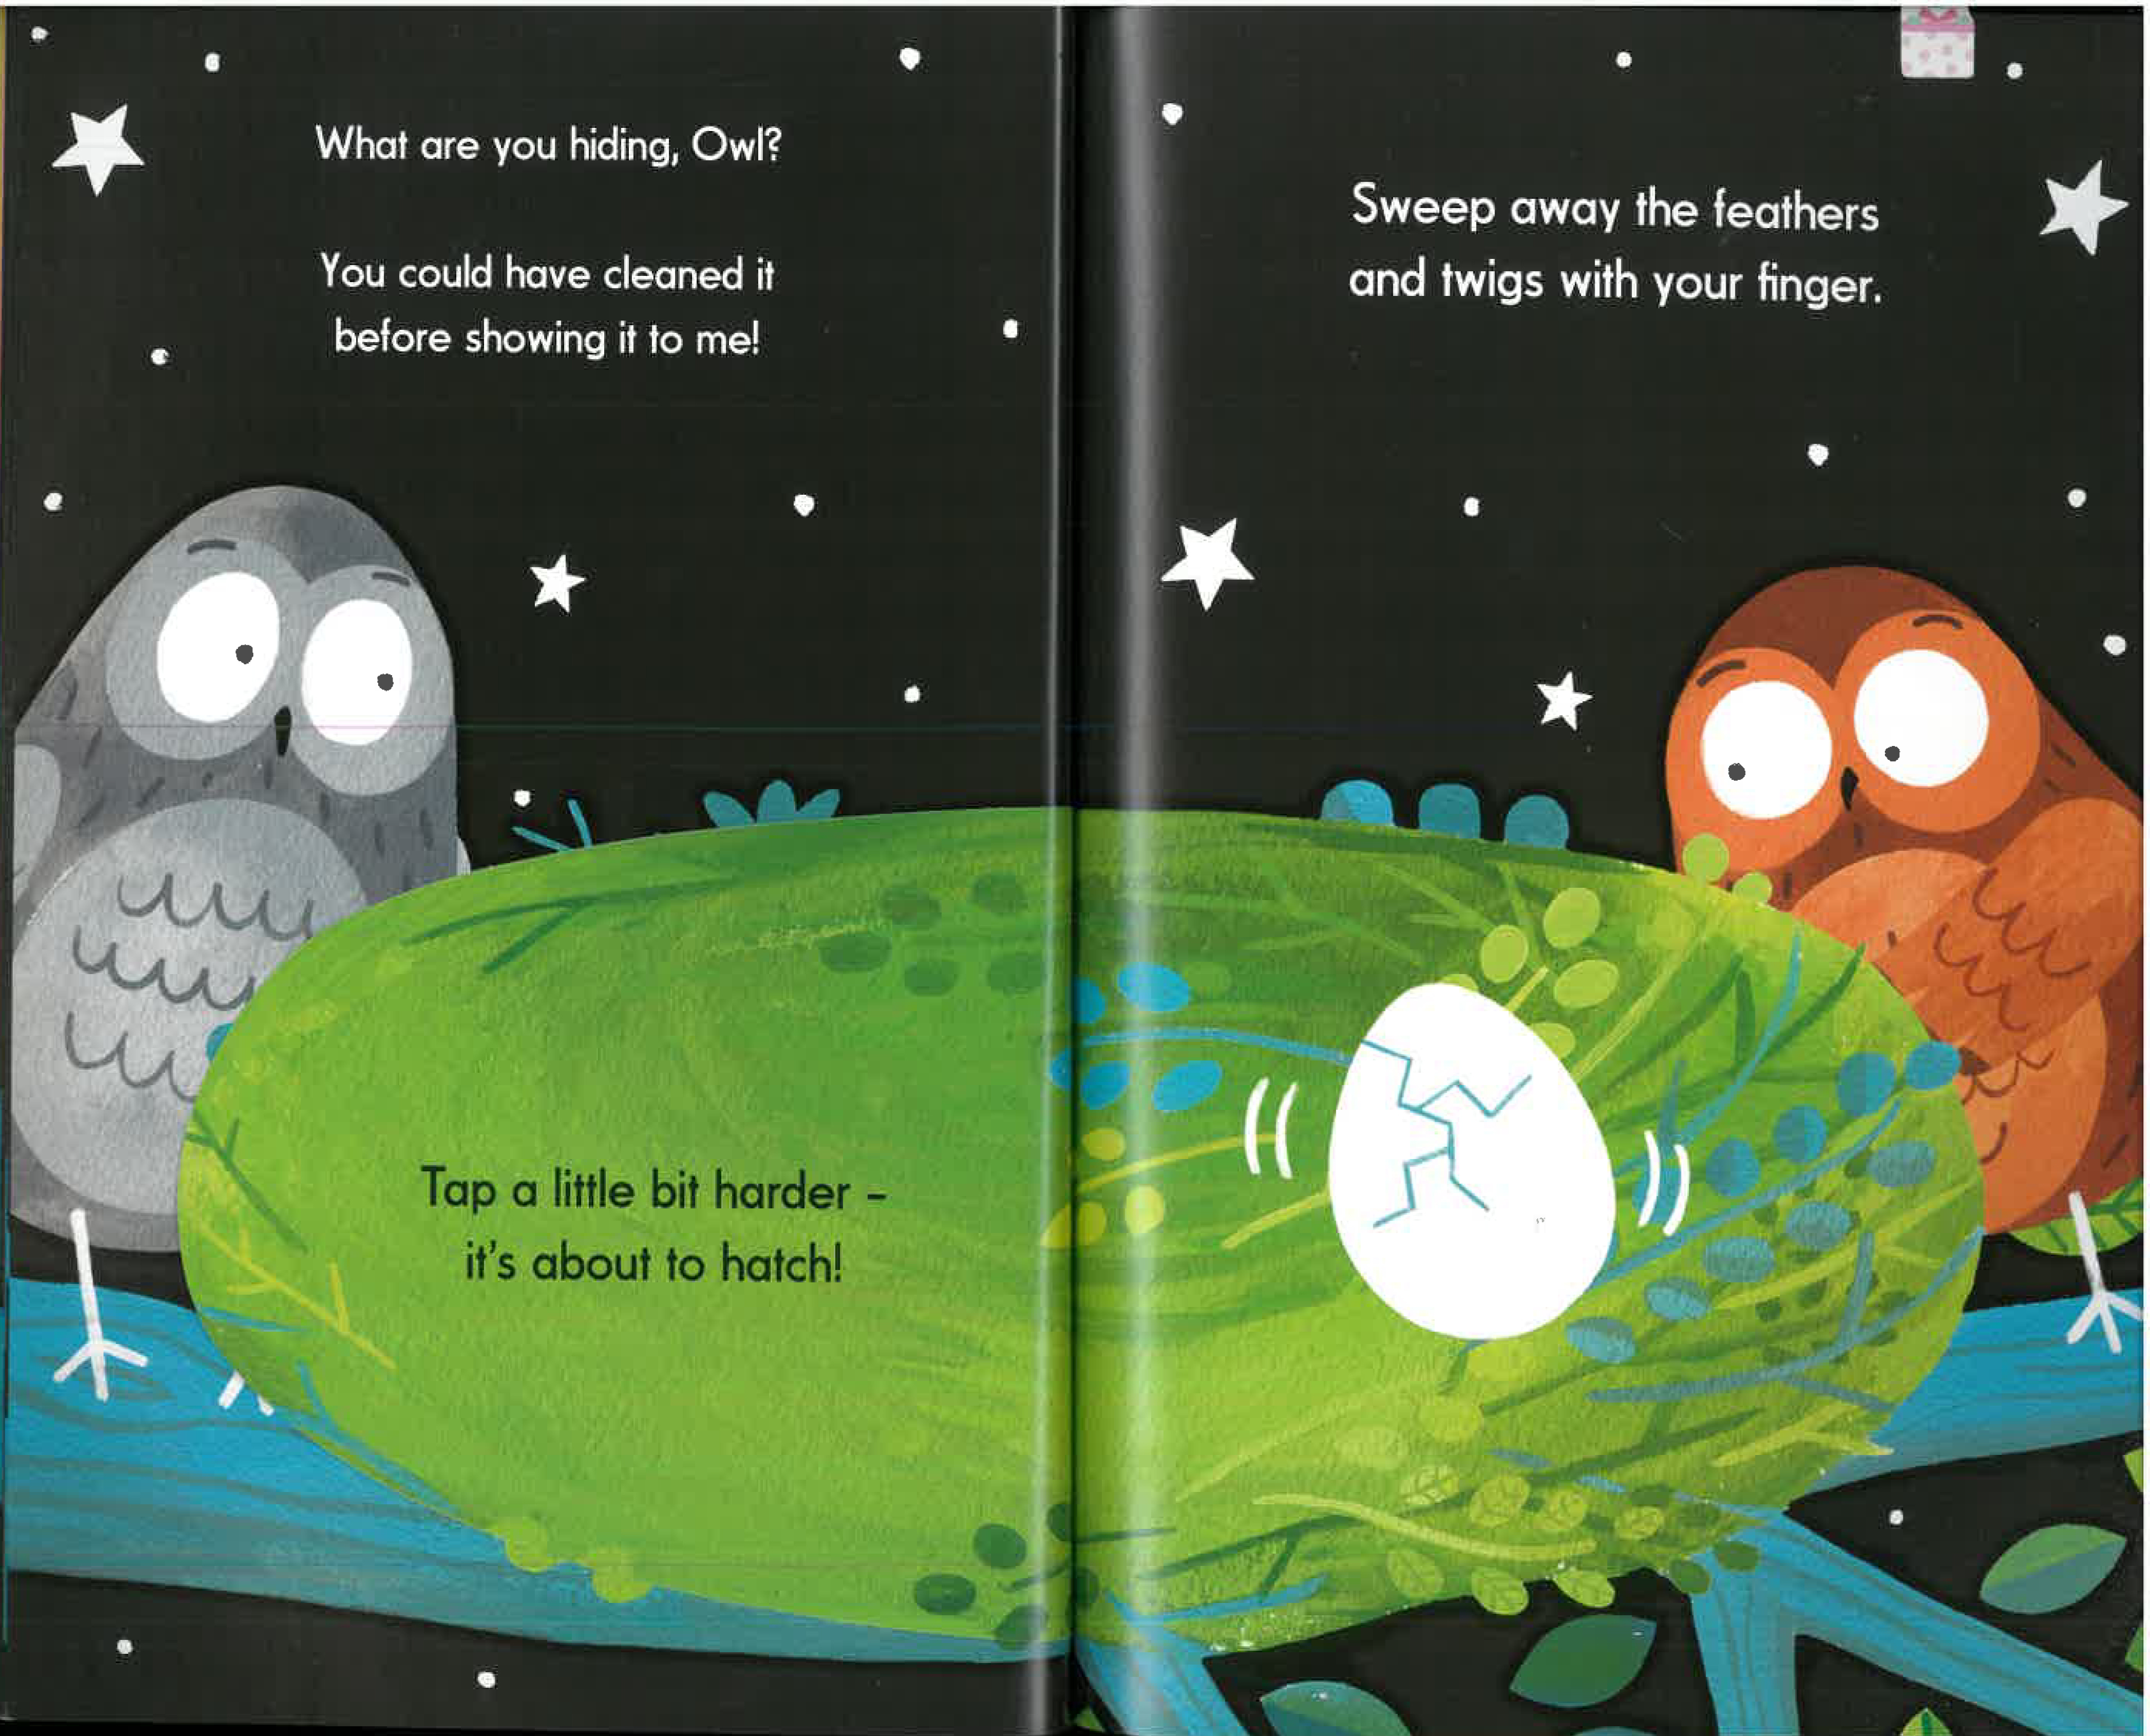 What are you hiding, Owl?
You could have cleaned it
before showing it to me!
Sweep away the feathers
and twigs with your finger.
Tap a little bit harder –
it's about to hatch!